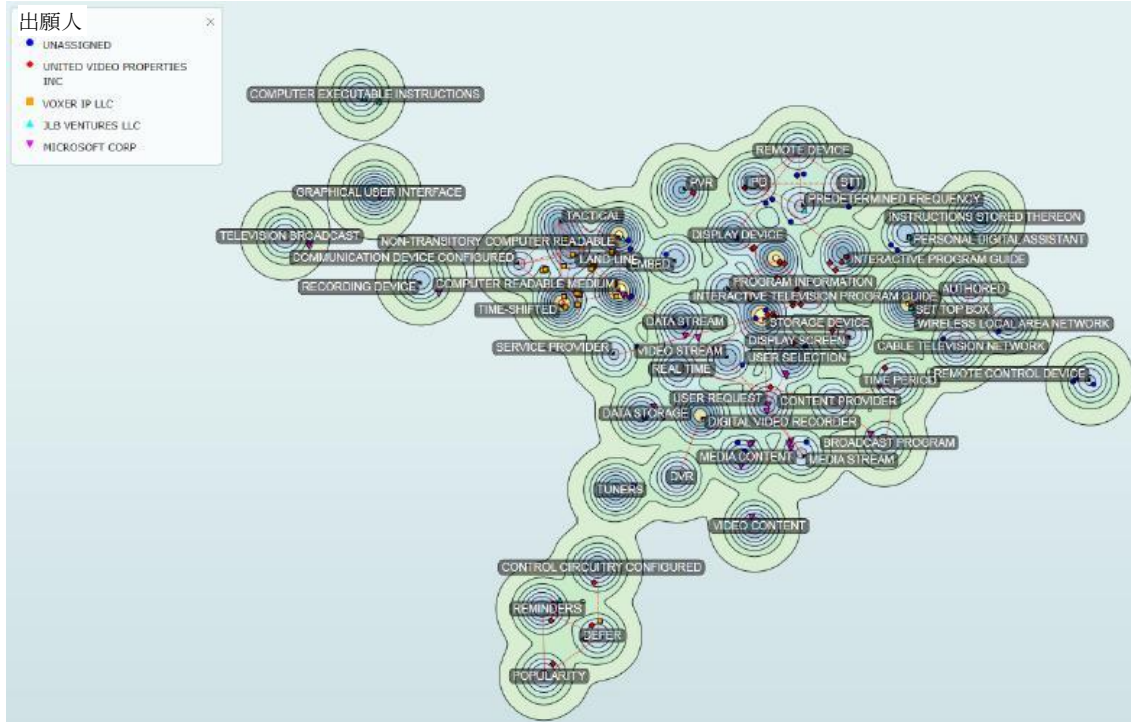 出願人
×
UNASSIGNED
UNITED VIDEO PROPERTIES
INC
VOXER IP LLC
JLB VENTURES LLC
MICROSOFT CORP
COMPUTER EXECUTABLE INSTRUCTIONS
REMOTE DEVICE
PVR
IPG
STT
GRAPHICAL USER INTERFACE
PREDETERMINED FREQUENCY
TACTICAL
INSTRUCTIONS STORED THEREON
TELEVISION BROADCAST
NON-TRANSITORY COMPUTER READABLE
DISPLAY DEVICE
PERSONAL DIGITAL ASSISTANT
COMMUNICATION DEVICE CONFIGURED
LAND LINE
EMBED
INTERACTIVE PROGRAM GUIDE
RECORDING DEVICE
COMPUTER READABLE MEDIUM
PROGRAM INFORMATION
AUTHORED
INTERACTIVE TELEVISION PROGRAM GUIDE
TIME-SHIFTED
SET TOP BOX
DATA STREAM
STORAGE DEVICE
WIRELESS LOCAL AREA NETWORK
SERVICE PROVIDER
VIDEO STREAM
DISPLAY SCREEN
CABLE TELEVISION NETWORK
USER SELECTION
REAL TIME
TIME PERIOD
REMOTE CONTROL DEVICE
USER REQUEST
CONTENT PROVIDER
DATA STORAGE
DIGITAL VIDEO RECORDER
BROADCAST PROGRAM
MEDIA CONTENT
MEDIA STREAM
DVR
TUNERS
VIDEO CONTENT
CONTROL CIRCUITRY CONFIGURED
REMINDERS
DEFER
POPULARITY